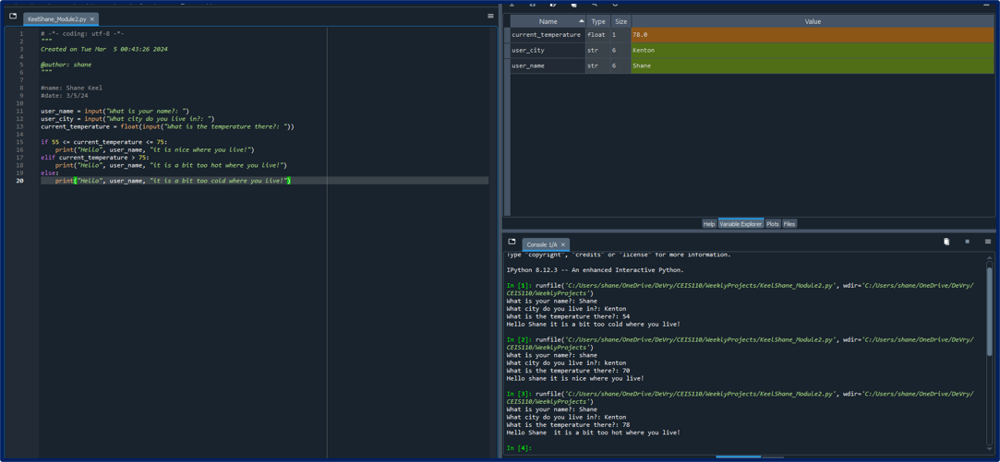 KeelShane_Module2.py
1 # -*- coding: utf-8 -*-
2 """
3 Created on Tue Mar  5 00:43:26 2024
4
5 @author: shane
6 """
7
8 #name: Shane Keel
9 #date: 3/5/24
10
11 user_name = input("What is your name?: ")
12 user_city = input("What city do you live in?: ")
13 current_temperature = float(input("What is the temperature there?: "))
14
15 if 55 <= current_temperature <= 75:
16     print("Hello", user_name, "it is nice where you live!")
17 elif current_temperature > 75:
18     print("Hello", user_name, "it is a bit too hot where you live!")
19 else:
20     print("Hello", user_name, "it is a bit too cold where you live!")
Name Type Size Value
current_temperature float 1 78.0
user_city str 6 Kenton
user_name str 6 Shane
Help Variable Explorer Plots Files
Console 1/A
Type "copyright", "credits" or "license" for more information.
IPython 8.12.3 -- An enhanced Interactive Python.
In [1]: runfile('C:/Users/shane/OneDrive/DeVry/CEIS110/WeeklyProjects/KeelShane_Module2.py', wdir='C:/Users/shane/OneDrive/DeVry/
CEIS110/WeeklyProjects')
What is your name?: Shane
What city do you live in?: Kenton
What is the temperature there?: 54
Hello Shane it is a bit too cold where you live!
In [2]: runfile('C:/Users/shane/OneDrive/DeVry/CEIS110/WeeklyProjects/KeelShane_Module2.py', wdir='C:/Users/shane/OneDrive/DeVry/
CEIS110/WeeklyProjects')
What is your name?: shane
What city do you live in?: kenton
What is the temperature there?: 70
Hello shane it is nice where you live!
In [3]: runfile('C:/Users/shane/OneDrive/DeVry/CEIS110/WeeklyProjects/KeelShane_Module2.py', wdir='C:/Users/shane/OneDrive/DeVry/
CEIS110/WeeklyProjects')
What is your name?: Shane
What city do you live in?: Kenton
What is the temperature there?: 78
Hello Shane  it is a bit too hot where you live!
In [4]: